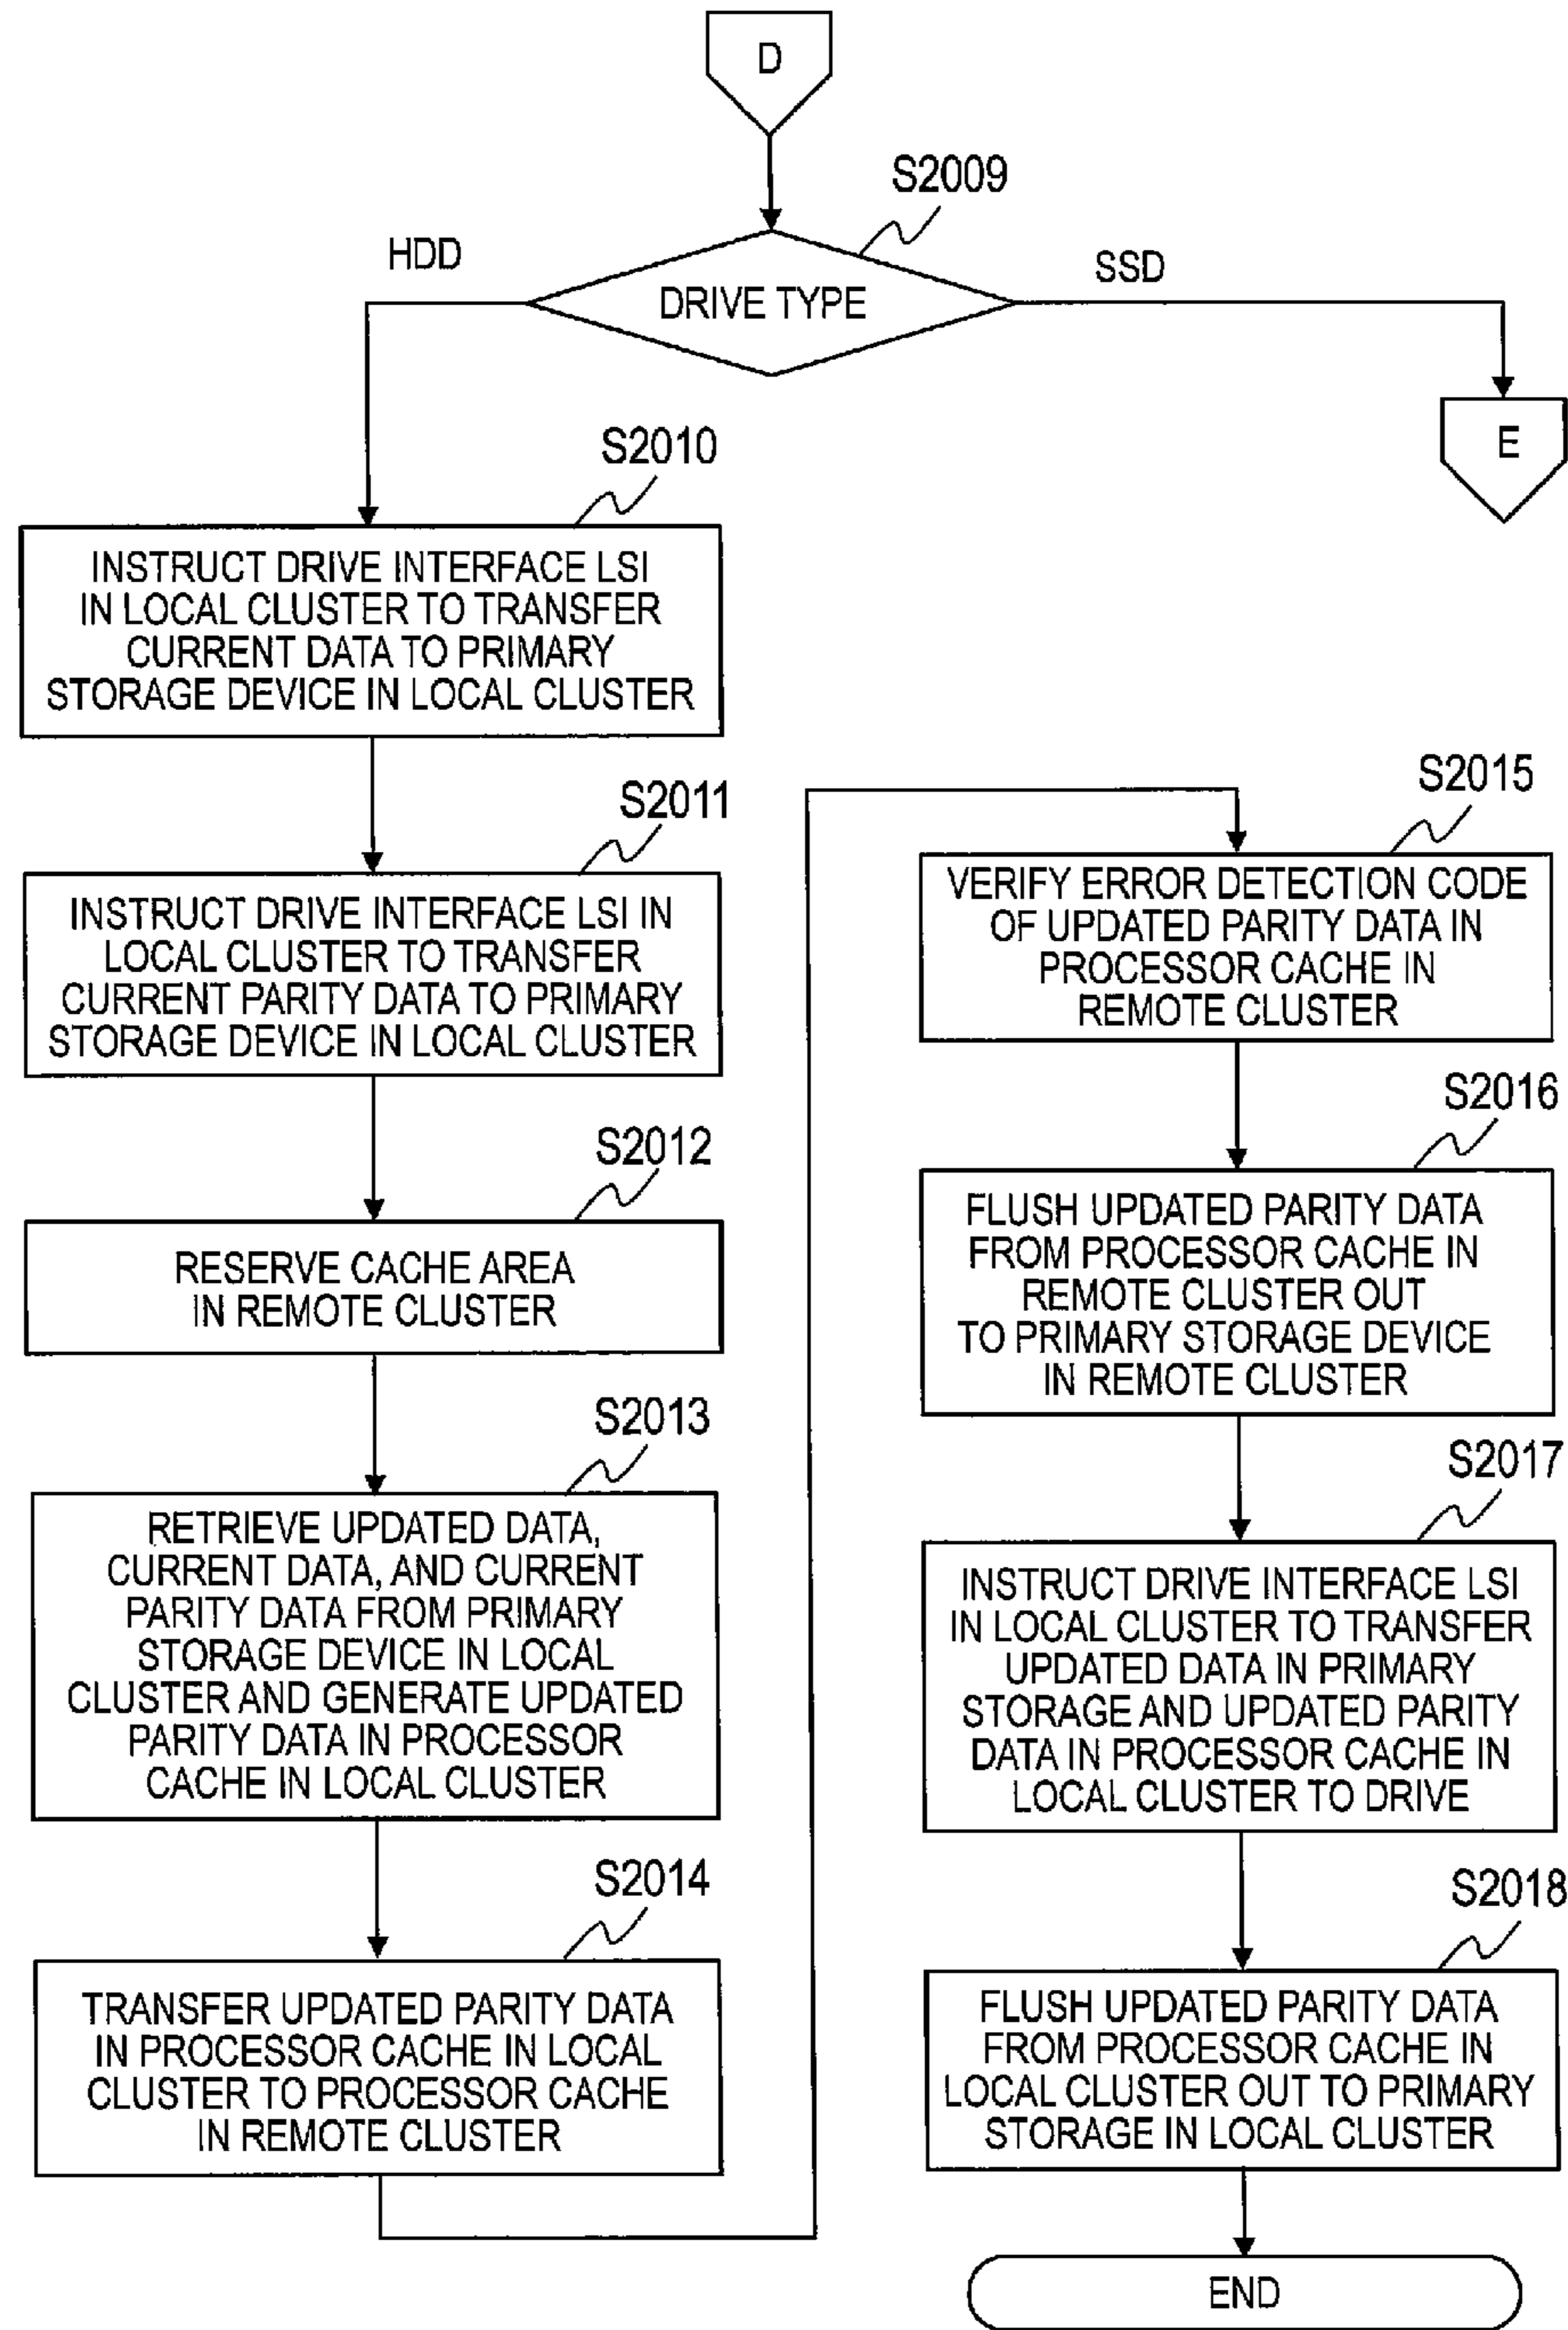 D
S2009
HDD
DRIVE TYPE
SSD
E
S2010
INSTRUCT DRIVE INTERFACE LSI
IN LOCAL CLUSTER TO TRANSFER
CURRENT DATA TO PRIMARY
STORAGE DEVICE IN LOCAL CLUSTER
S2011
INSTRUCT DRIVE INTERFACE LSI IN
LOCAL CLUSTER TO TRANSFER
CURRENT PARITY DATA TO PRIMARY
STORAGE DEVICE IN LOCAL CLUSTER
S2012
RESERVE CACHE AREA
IN REMOTE CLUSTER
S2013
RETRIEVE UPDATED DATA,
CURRENT DATA, AND CURRENT
PARITY DATA FROM PRIMARY
STORAGE DEVICE IN LOCAL
CLUSTER AND GENERATE UPDATED
PARITY DATA IN PROCESSOR
CACHE IN LOCAL CLUSTER
S2014
TRANSFER UPDATED PARITY DATA
IN PROCESSOR CACHE IN LOCAL
CLUSTER TO PROCESSOR CACHE
IN REMOTE CLUSTER
S2015
VERIFY ERROR DETECTION CODE
OF UPDATED PARITY DATA IN
PROCESSOR CACHE IN
REMOTE CLUSTER
S2016
FLUSH UPDATED PARITY DATA
FROM PROCESSOR CACHE IN
REMOTE CLUSTER OUT
TO PRIMARY STORAGE DEVICE
IN REMOTE CLUSTER
S2017
INSTRUCT DRIVE INTERFACE LSI
IN LOCAL CLUSTER TO TRANSFER
UPDATED DATA IN PRIMARY
STORAGE AND UPDATED PARITY
DATA IN PROCESSOR CACHE IN
LOCAL CLUSTER TO DRIVE
S2018
FLUSH UPDATED PARITY DATA
FROM PROCESSOR CACHE IN
LOCAL CLUSTER OUT TO PRIMARY
STORAGE IN LOCAL CLUSTER
END